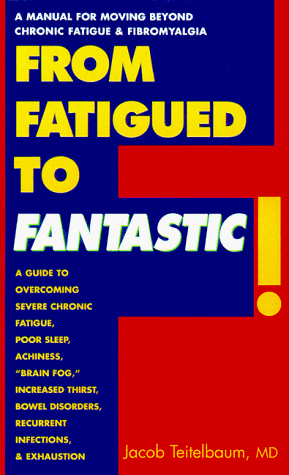 A MANUAL FOR MOVING BEYOND
CHRONIC FATIGUE & FIBROMYALGIA
FROM
FATIGUED
TO
FANTASTIC!
A GUIDE TO
OVERCOMING
SEVERE CHRONIC
FATIGUE,
POOR SLEEP,
ACHINESS,
"BRAIN FOG,"
INCREASED THIRST,
BOWEL DISORDERS,
RECURRENT
INFECTIONS,
& EXHAUSTION
Jacob Teitelbaum, MD